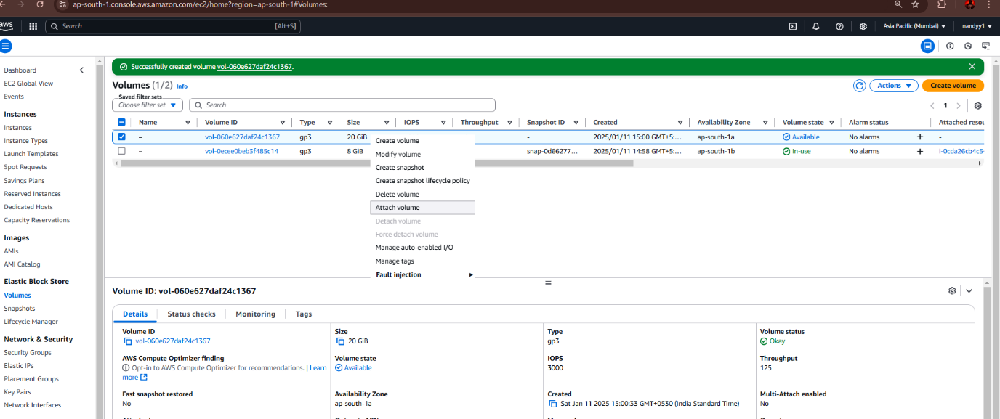 ap-south-1.console.aws.amazon.com/ec2/home?region=ap-south-1#Volumes:
aws Search [Alt+S] Asia Pacific (Mumbai) nandyy1
Dashboard
EC2 Global View
Events
Instances
Instances
Instance Types
Launch Templates
Spot Requests
Savings Plans
Reserved Instances
Dedicated Hosts
Capacity Reservations
Images
AMIs
AMI Catalog
Elastic Block Store
Volumes
Snapshots
Lifecycle Manager
Network & Security
Security Groups
Elastic IPs
Placement Groups
Key Pairs
Network Interfaces
Successfully created volume vol-060e627daf24c1367.
Volumes (1/2) Info
Actions Create volume
Saved filter sets
Choose filter set Search
1
Name Volume ID Type Size IOPS Throughput Snapshot ID Created Availability Zone Volume state Alarm status Attached resou
– vol-060e627daf24c1367 gp3 20 GiB - 2025/01/11 15:00 GMT+5:... ap-south-1a Available No alarms + -
– vol-0ecee0beb3f485c14 gp3 8 GiB snap-0d66277... 2025/01/11 14:58 GMT+5:... ap-south-1b In-use No alarms + i-0cda26cb4c5
Create volume
Modify volume
Create snapshot
Create snapshot lifecycle policy
Delete volume
Attach volume
Detach volume
Force detach volume
Manage auto-enabled I/O
Manage tags
Fault injection
Volume ID: vol-060e627daf24c1367
Details Status checks Monitoring Tags
Volume ID Size Type Volume status
vol-060e627daf24c1367 20 GiB gp3 Okay
AWS Compute Optimizer finding Volume state IOPS Throughput
Opt-in to AWS Compute Optimizer for recommendations. | Learn Available 3000 125
more
Fast snapshot restored Availability Zone Created Multi-Attach enabled
No ap-south-1a Sat Jan 11 2025 15:00:33 GMT+0530 (India Standard Time) No